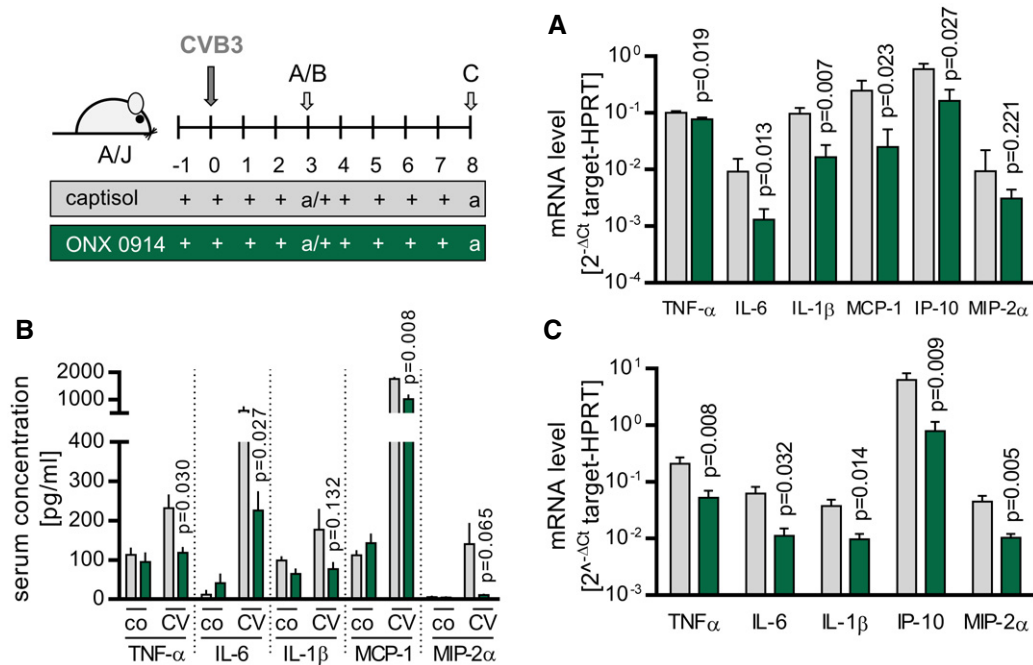 CVB3
A/B
C
A/J
-1 0 1 2 3 4 5 6 7 8
captisol + + + + a/+ + + + + a
ONX 0914 + + + + a/+ + + + + a
A
mRNA level
[2^-ΔCt target-HPRT]
10^0
10^-1
10^-2
10^-3
10^-4
p=0.019
p=0.013
p=0.007
p=0.023
p=0.027
p=0.221
TNF-α IL-6 IL-1β MCP-1 IP-10 MIP-2α
B
serum concentration
[pg/ml]
2000
1000
400
300
200
100
0
p=0.030
p=0.027
p=0.132
p=0.008
p=0.065
co CV co CV co CV co CV co CV
TNF-α IL-6 IL-1β MCP-1 MIP-2α
C
mRNA level
[2^-ΔCt target-HPRT]
10^1
10^0
10^-1
10^-2
10^-3
p=0.008
p=0.032
p=0.014
p=0.009
p=0.005
TNFα IL-6 IL-1β IP-10 MIP-2α